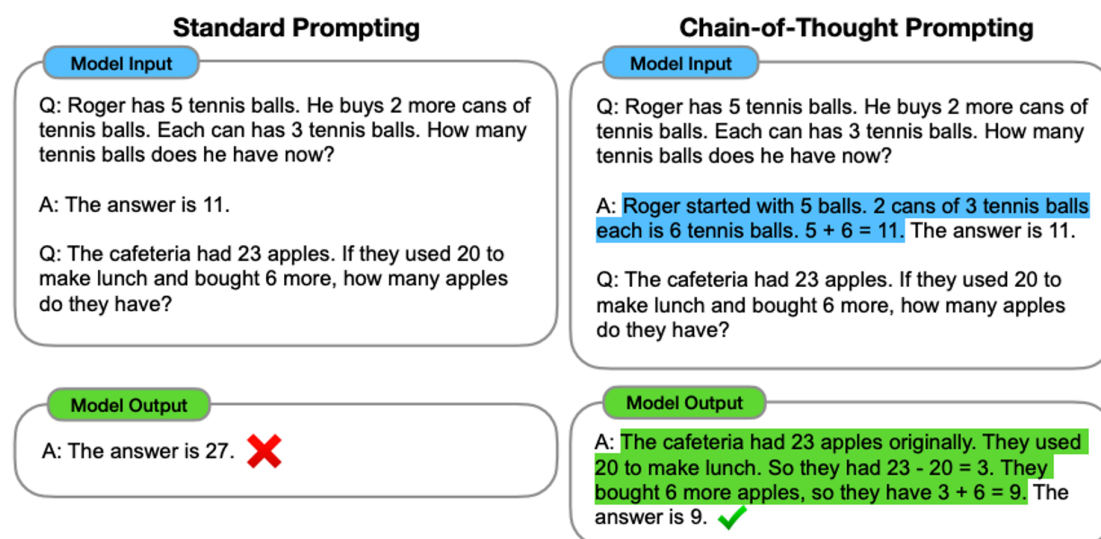 Standard Prompting
Model Input
Q: Roger has 5 tennis balls. He buys 2 more cans of
tennis balls. Each can has 3 tennis balls. How many
tennis balls does he have now?
A: The answer is 11.
Q: The cafeteria had 23 apples. If they used 20 to
make lunch and bought 6 more, how many apples
do they have?
Model Output
A: The answer is 27.
Chain-of-Thought Prompting
Model Input
Q: Roger has 5 tennis balls. He buys 2 more cans of
tennis balls. Each can has 3 tennis balls. How many
tennis balls does he have now?
A: Roger started with 5 balls. 2 cans of 3 tennis balls
each is 6 tennis balls. 5 + 6 = 11. The answer is 11.
Q: The cafeteria had 23 apples. If they used 20 to
make lunch and bought 6 more, how many apples
do they have?
Model Output
A: The cafeteria had 23 apples originally. They used
20 to make lunch. So they had 23 - 20 = 3. They
bought 6 more apples, so they have 3 + 6 = 9. The
answer is 9.